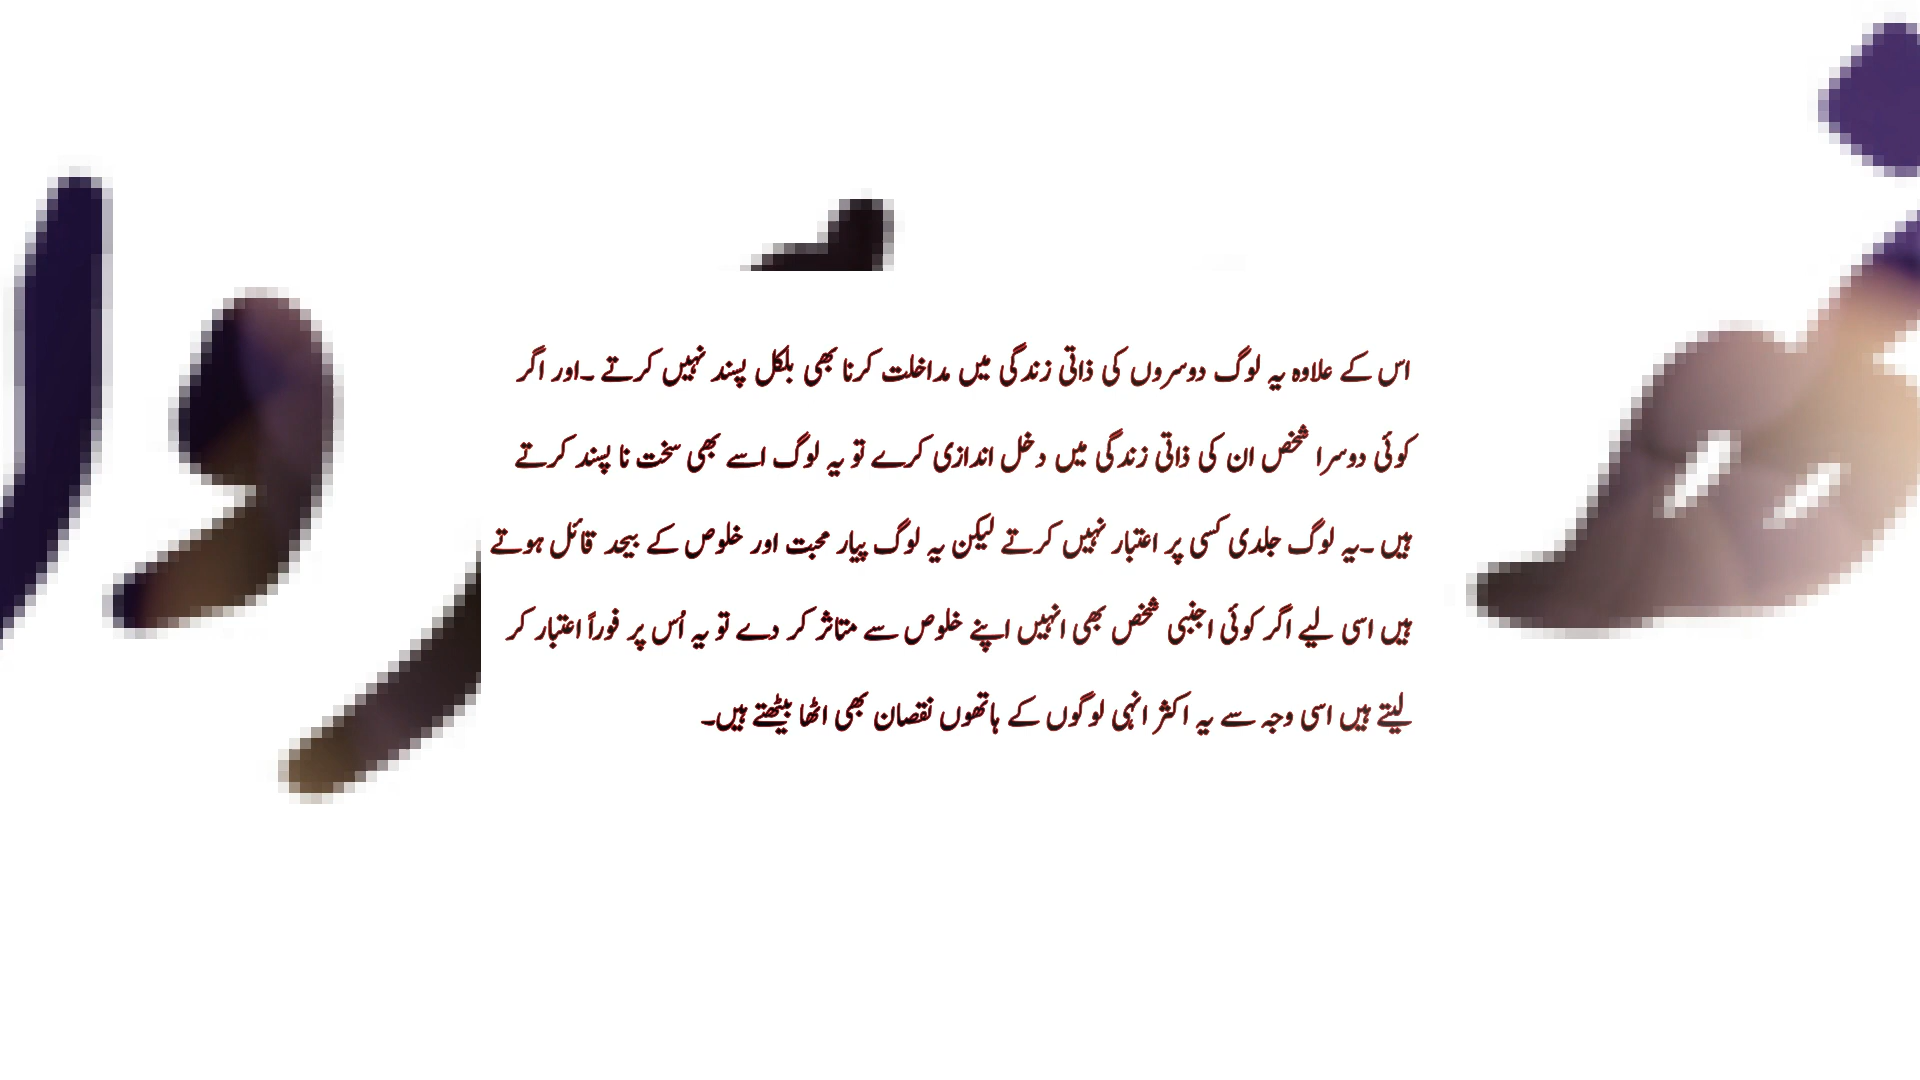 اس کے علاوہ یہ لوگ دوسروں کی ذاتی زندگی میں مداخلت کرنا بھی بلکل پسند نہیں کرتے ۔اور اگر
کوئی دوسرا شخص ان کی ذاتی زندگی میں دخل اندازی کرے تو یہ لوگ اسے بھی سخت نا پسند کرتے
ہیں ۔یہ لوگ جلدی کسی پر اعتبار نہیں کرتے لیکن یہ لوگ پیار محبت اور خلوص کے بیحد قائل ہوتے
ہیں اسی لیے اگر کوئی اجنبی شخص بھی انہیں اپنے خلوص سے متاثر کر دے تو یہ اُس پر فوراً اعتبار کر
لیتے ہیں اسی وجہ سے یہ اکثر انہی لوگوں کے ہاتھوں نقصان بھی اٹھا بیٹھتے ہیں۔